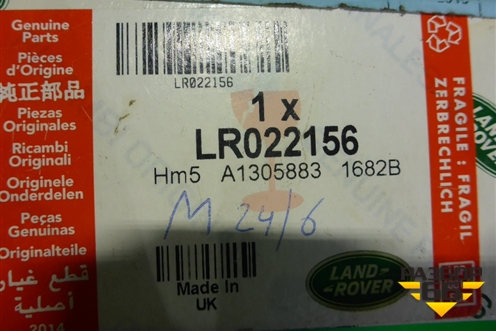 Genuine
Parts
Pièces
d'Origine
純正部品
Piezas
Originales
Ricambi
Originali
Originele
Onderdelen
Peças
Genuinas
Originalteile
قطع غيار
أصلية
2014
LR022156
1 x
LR022156
Hm5 A1305883 1682B
M 24/6
Made In
UK
LAND
ROVER
FRAGILE : FRAGIL
ZERBRECHLICH